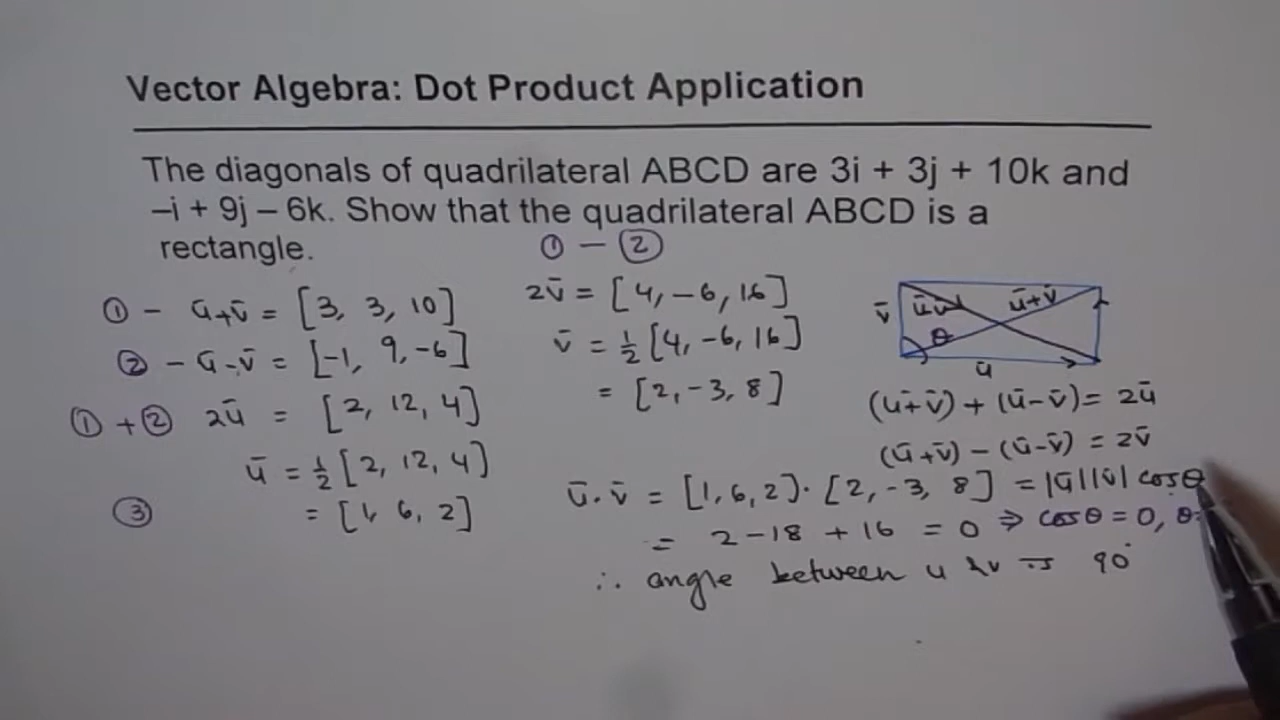 Vector Algebra: Dot Product Application
The diagonals of quadrilateral ABCD are 3i + 3j + 10k and
–i + 9j – 6k. Show that the quadrilateral ABCD is a
rectangle.
① – ②
① – ū+v̄ = [3, 3, 10]
② – ū-v̄ = [-1, 9, -6]
① + ② 2ū = [2, 12, 4]
ū = ½ [2, 12, 4]
③ = [1, 6, 2]
2v̄ = [4, -6, 16]
v̄ = ½ [4, -6, 16]
= [2, -3, 8]
v̄
ū+v̄
θ
ū
(ū+v̄) + (ū-v̄) = 2ū
(ū+v̄) – (ū-v̄) = 2v̄
ū·v̄ = [1, 6, 2] · [2, -3, 8] = |ū||v̄| cosθ
= 2 – 18 + 16 = 0 ⇒ cosθ = 0, θ=
∴ angle between u & v is 90°